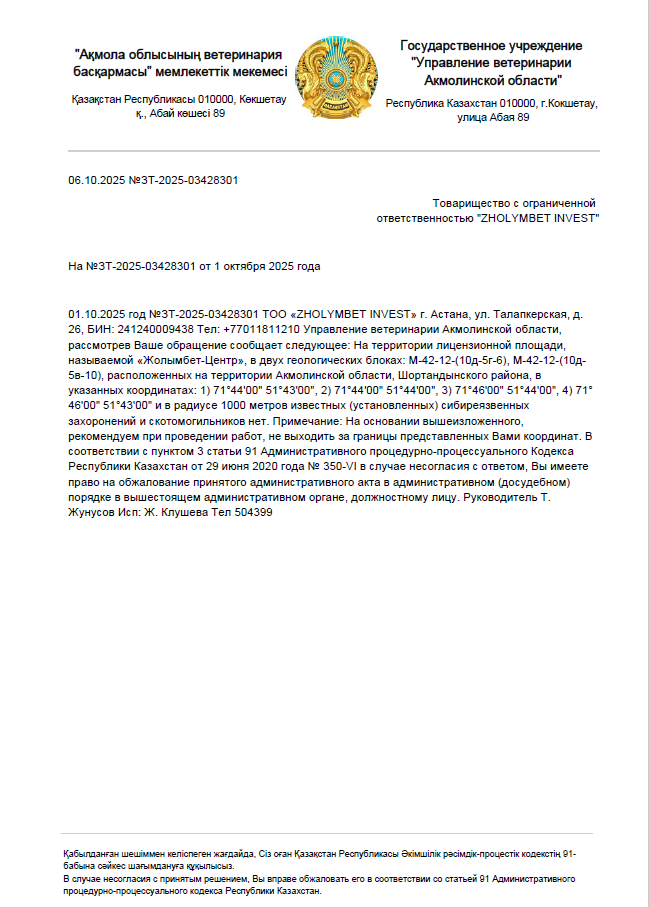 "Ақмола облысының ветеринария
басқармасы" мемлекеттік мекемесі
Қазақстан Республикасы 010000, Көкшетау
қ., Абай көшесі 89
QAZAQSTAN
Государственное учреждение
"Управление ветеринарии
Акмолинской области"
Республика Казахстан 010000, г.Кокшетау,
улица Абая 89
06.10.2025 №ЗТ-2025-03428301
Товарищество с ограниченной
ответственностью "ZHOLYMBET INVEST"
На №ЗТ-2025-03428301 от 1 октября 2025 года
01.10.2025 год №ЗТ-2025-03428301 ТОО «ZHOLYMBET INVEST» г. Астана, ул. Талапкерская, д.
26, БИН: 241240009438 Тел: +77011811210 Управление ветеринарии Акмолинской области,
рассмотрев Ваше обращение сообщает следующее: На территории лицензионной площади,
называемой «Жолымбет-Центр», в двух геологических блоках: М-42-12-(10д-5г-6), М-42-12-(10д-
5в-10), расположенных на территории Акмолинской области, Шортандынского района, в
указанных координатах: 1) 71°44'00" 51°43'00", 2) 71°44'00" 51°44'00", 3) 71°46'00" 51°44'00", 4) 71°
46'00" 51°43'00" и в радиусе 1000 метров известных (установленных) сибиреязвенных
захоронений и скотомогильников нет. Примечание: На основании вышеизложенного,
рекомендуем при проведении работ, не выходить за границы представленных Вами координат. В
соответствии с пунктом 3 статьи 91 Административного процедурно-процессуального Кодекса
Республики Казахстан от 29 июня 2020 года № 350-VI в случае несогласия с ответом, Вы имеете
право на обжалование принятого административного акта в административном (досудебном)
порядке в вышестоящем административном органе, должностному лицу. Руководитель Т.
Жунусов Исп: Ж. Клушева Тел 504399
Қабылданған шешіммен келіспеген жағдайда, Сіз оған Қазақстан Республикасы Әкімшілік рәсімдік-процестік кодекстің 91-
бабына сәйкес шағымдануға құқылысыз.
В случае несогласия с принятым решением, Вы вправе обжаловать его в соответствии со статьей 91 Административного
процедурно-процессуального кодекса Республики Казахстан.